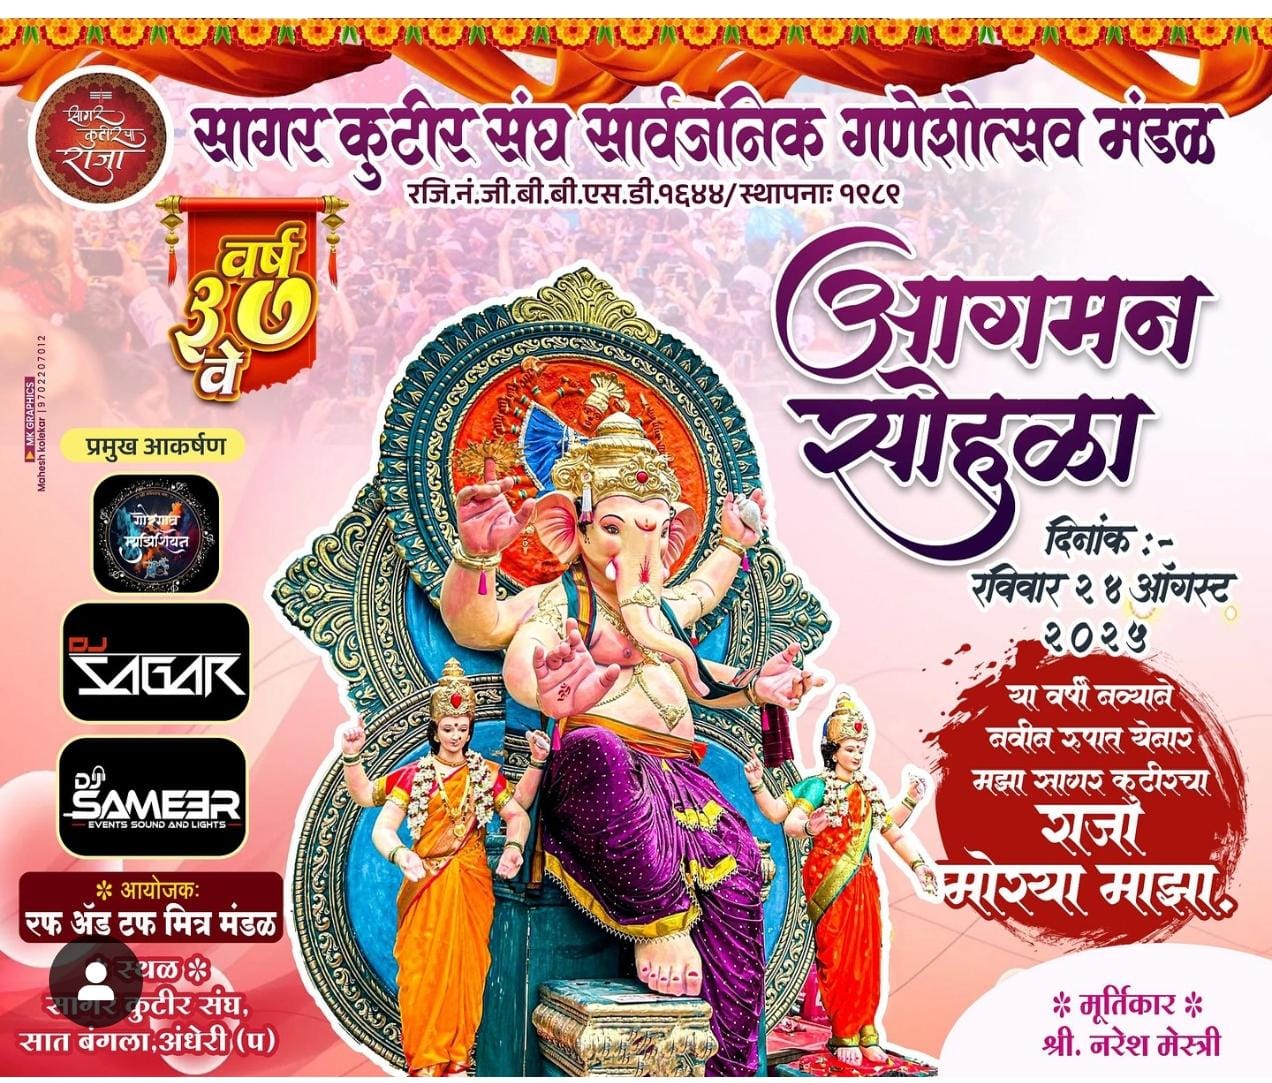 सागर कुटीरचा राजा
सागर कुटीर संघ सार्वजनिक गणेशोत्सव मंडळ
रजि.नं.जी.बी.बी.एस.डी.१६४४/स्थापनाः १९८९
वर्ष
३७
वे
आगमन
सोहळा
दिनांक :-
रविवार २४ ऑगस्ट
२०२५
MK GRAPHICS
Mahesh kolekar | 9702207012
प्रमुख आकर्षण
गोरेगाव
म्युझिशियन
DJ
SAGAR
DJ
SAMEER
EVENTS SOUND AND LIGHTS
या वर्षी नव्याने
नवीन रुपात येनार
मझा सागर कुटीरचा
राजा
मोरया माझा.
आयोजकः
रफ अ‍ॅड टफ मित्र मंडळ
स्थळ
सागर कुटीर संघ,
सात बंगला,अंधेरी (प)
मूर्तिकार
श्री. नरेश मेस्त्री